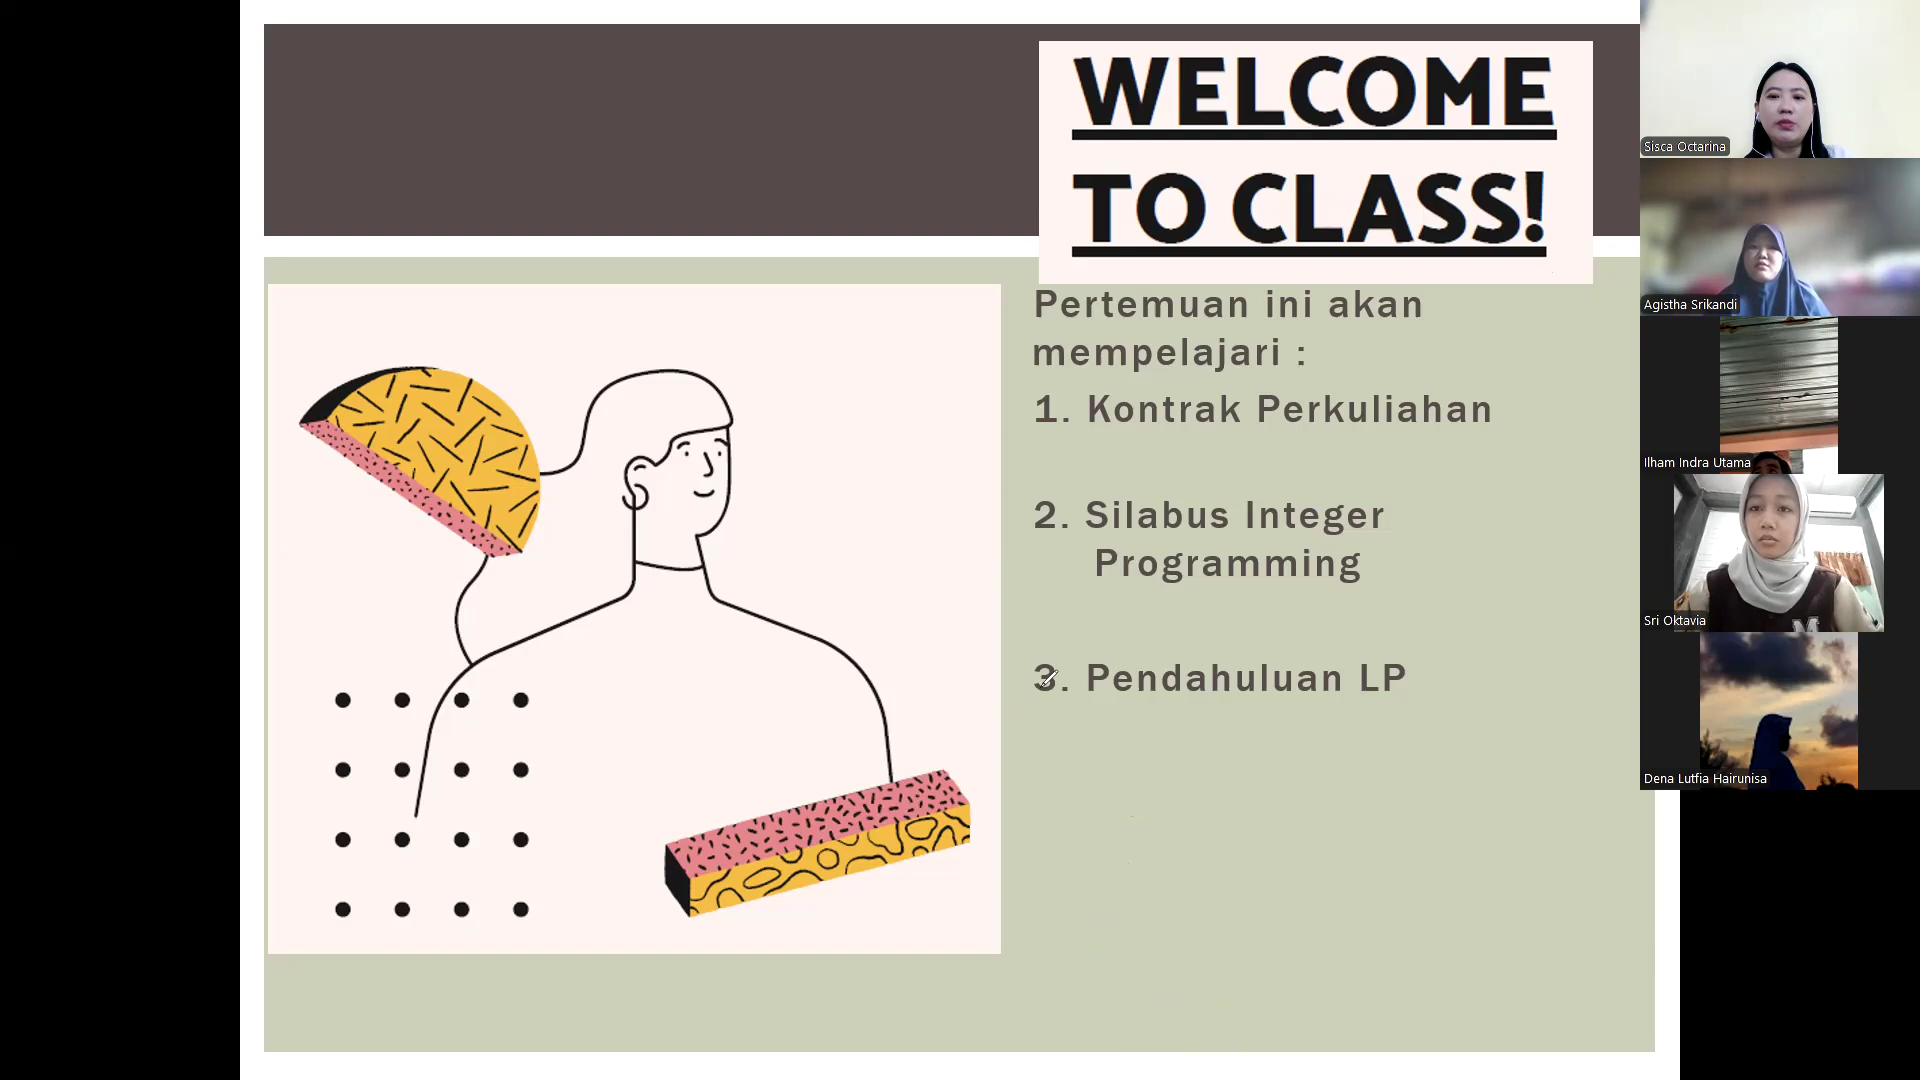 WELCOME
TO CLASS!
Pertemuan ini akan
mempelajari :
1. Kontrak Perkuliahan
2. Silabus Integer
Programming
3. Pendahuluan LP
Sisca Octarina
Agistha Srikandi
Ilham Indra Utama
Sri Oktavia
M
Dena Lutfia Hairunisa